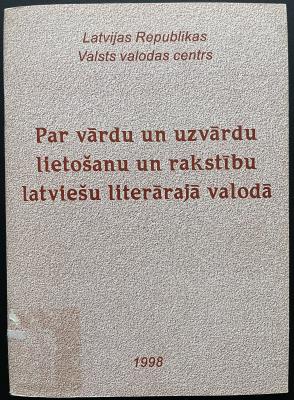 Latvijas Republikas
Valsts valodas centrs
Par vārdu un uzvārdu
lietošanu un rakstību
latviešu literārajā valodā
1998